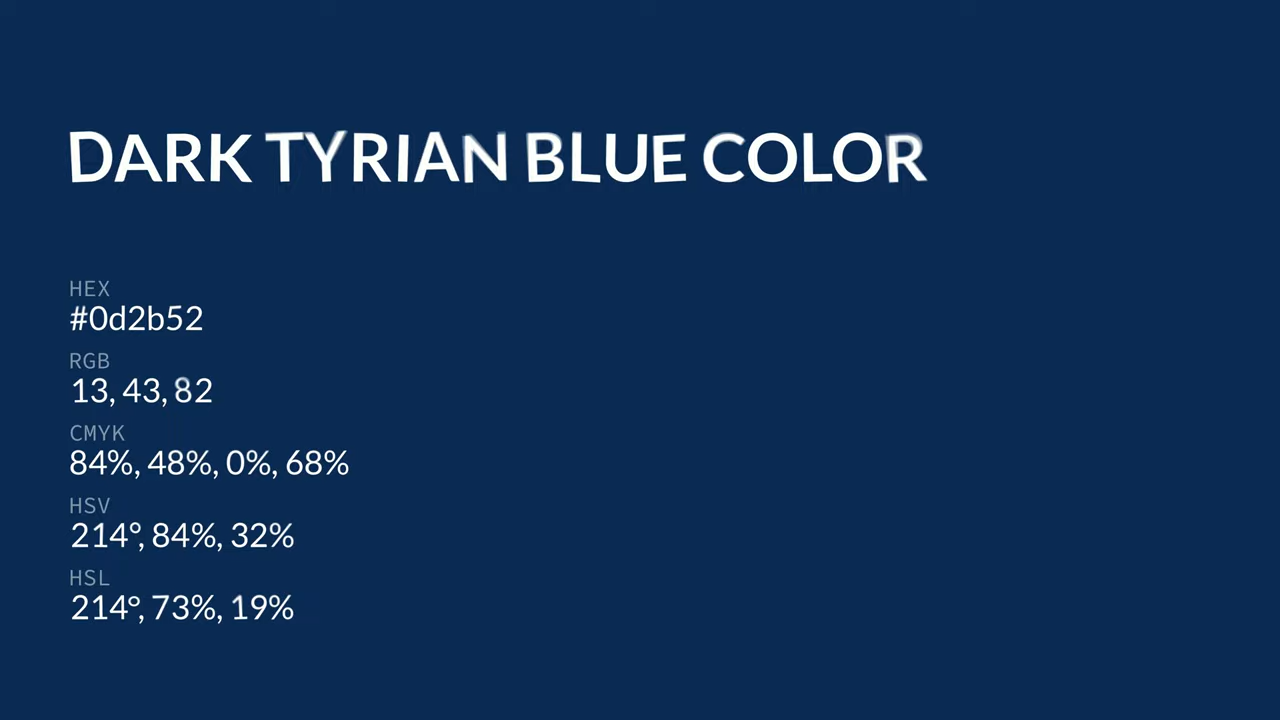 DARK TYRIAN BLUE COLOR
HEX
#0d2b52
RGB
13, 43, 82
CMYK
84%, 48%, 0%, 68%
HSV
214°, 84%, 32%
HSL
214°, 73%, 19%